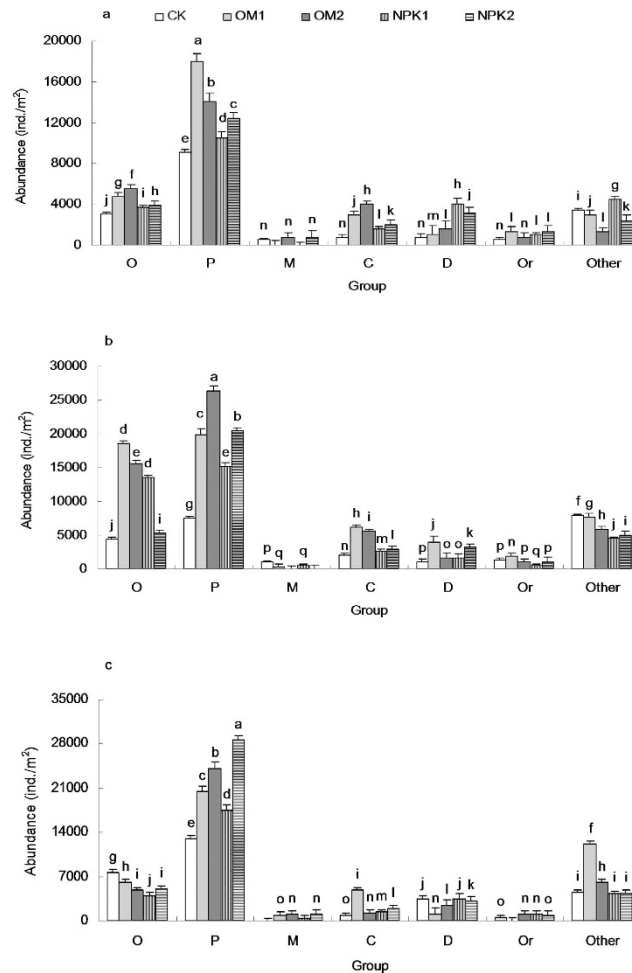 a
CK OM1 OM2 NPK1 NPK2
Abundance (ind./m²)
20000
16000
12000
8000
4000
0
j g f i h
e a b d c
n n n
n j h l k
n m l h j
n l l l l
i j l g k
O P M C D Or Other
Group
b
Abundance (ind./m²)
30000
25000
20000
15000
10000
5000
0
j d e d i
g c a e b
p q q
n h i m l
p j o o k
p n p q p
f g h i i
O P M C D Or Other
Group
c
Abundance (ind./m²)
35000
28000
21000
14000
7000
0
g h i j i
e c b d a
o n n
o i n m l
j n l j k
o n n o
i f h i i
O P M C D Or Other
Group